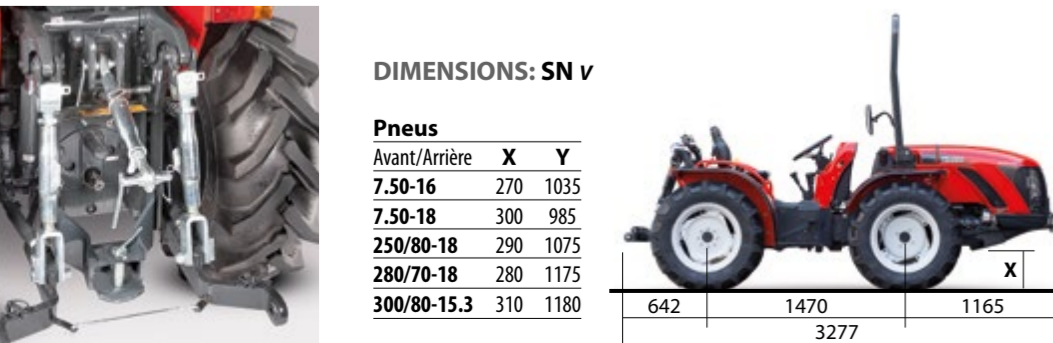 DIMENSIONS: SN v
Pneus
Avant/Arrière X Y
7.50-16 270 1035
7.50-18 300 985
250/80-18 290 1075
280/70-18 280 1175
300/80-15.3 310 1180
X
642 1470 1165
3277